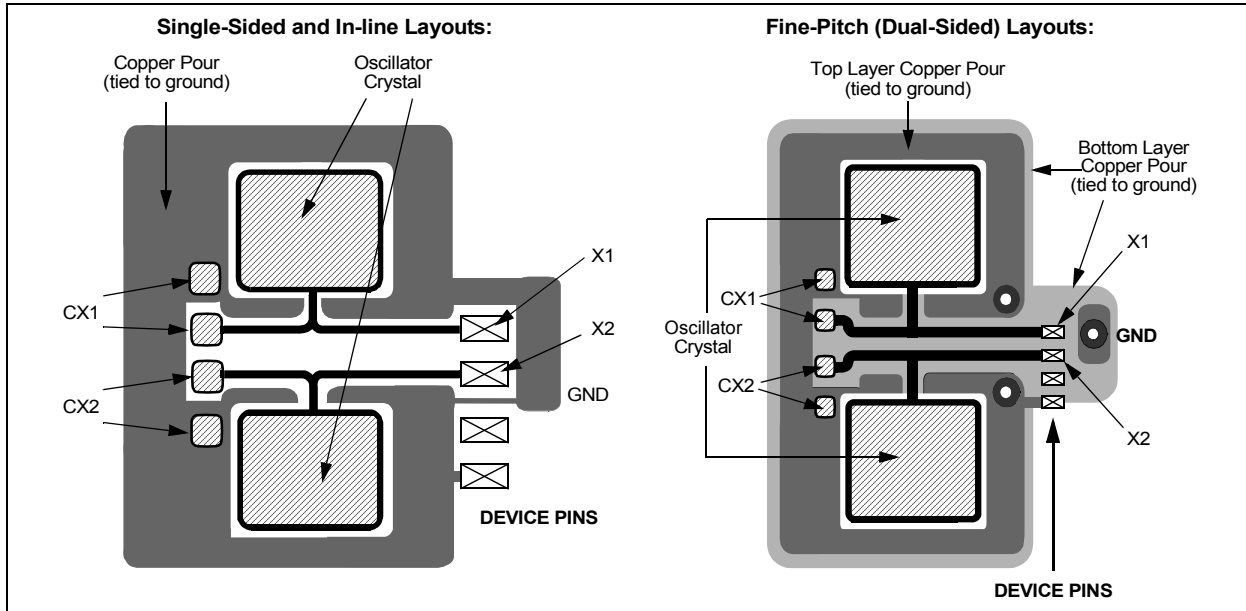 Single-Sided and In-line Layouts:
Copper Pour
(tied to ground)
Oscillator
Crystal
X1
CX1
X2
CX2
GND
DEVICE PINS
Fine-Pitch (Dual-Sided) Layouts:
Top Layer Copper Pour
(tied to ground)
Bottom Layer
Copper Pour
(tied to ground)
X1
CX1
Oscillator
Crystal
GND
CX2
X2
DEVICE PINS